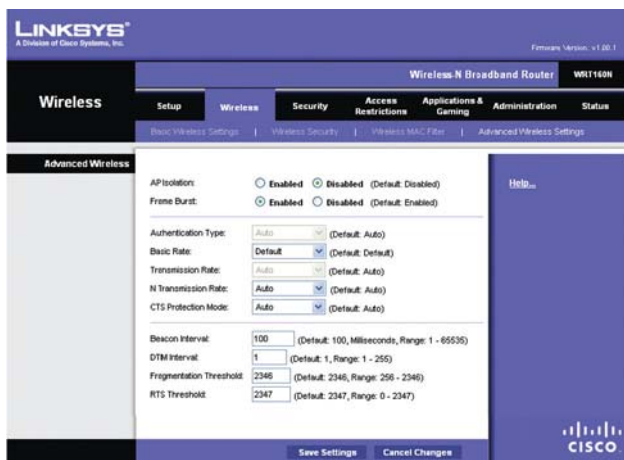 LINKSYS®
A Division of Cisco Systems, Inc.
Firmware Version: v1.00.1
Wireless-N Broadband Router WRT160N
Wireless
Setup Wireless Security Access Restrictions Applications & Gaming Administration Status
Basic Wireless Settings | Wireless Security | Wireless MAC Filter | Advanced Wireless Settings
Advanced Wireless
AP Isolation: Enabled Disabled (Default: Disabled)
Frame Burst: Enabled Disabled (Default: Enabled)
Authentication Type: Auto (Default: Auto)
Basic Rate: Default (Default: Default)
Transmission Rate: Auto (Default: Auto)
N Transmission Rate: Auto (Default: Auto)
CTS Protection Mode: Auto (Default: Auto)
Beacon Interval: 100 (Default: 100, Milliseconds, Range: 1 - 65535)
DTIM Interval: 1 (Default: 1, Range: 1 - 255)
Fragmentation Threshold: 2346 (Default: 2346, Range: 256 - 2346)
RTS Threshold: 2347 (Default: 2347, Range: 0 - 2347)
Help...
Save Settings Cancel Changes
CISCO.